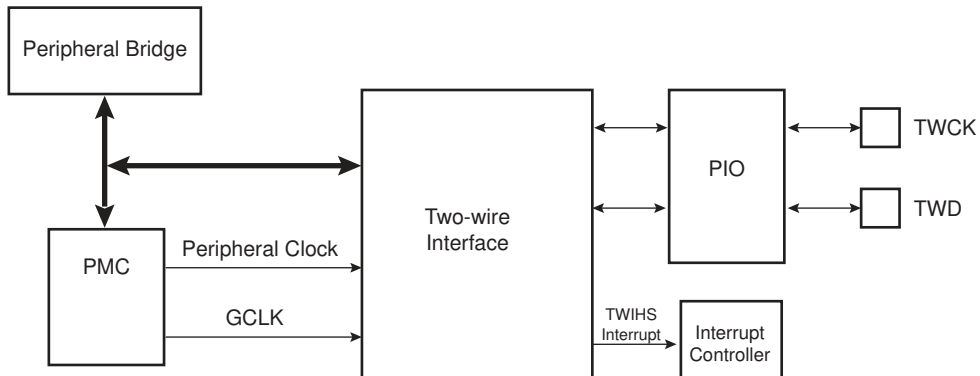 Peripheral Bridge
TWCK
PIO
TWD
Two-wire
Interface
PMC
Peripheral Clock
GCLK
TWIHS
Interrupt
Interrupt
Controller